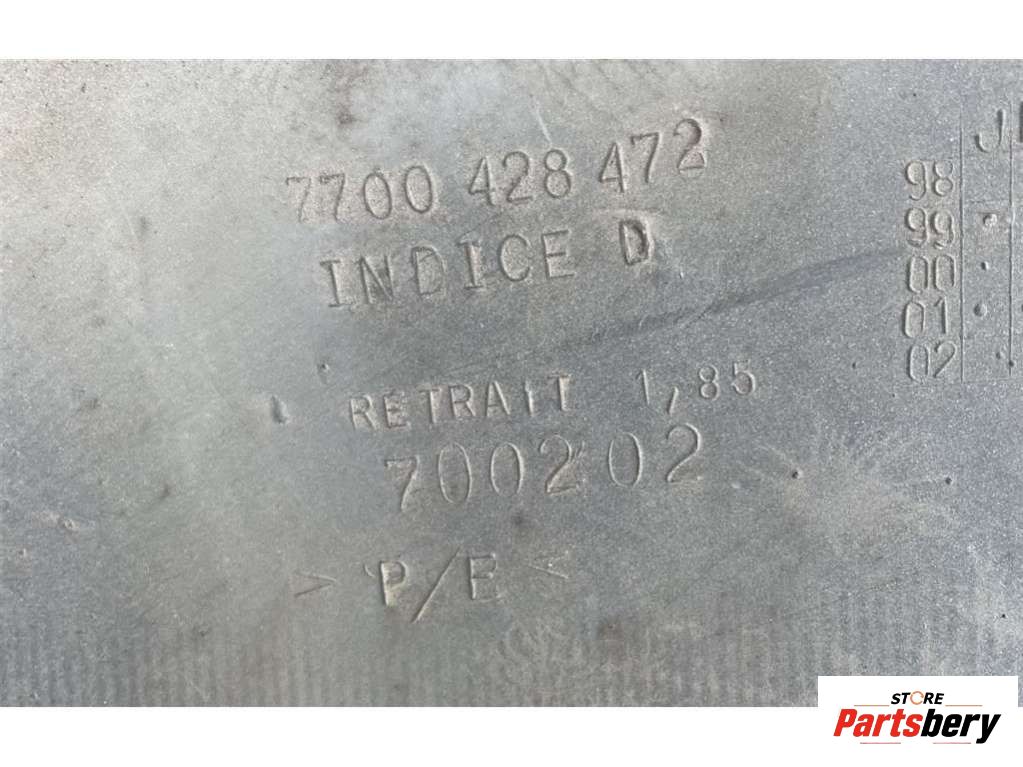 7700 428 472
INDICE D
RETRAIT 1,85
700202
> P/E <
98
99
00
01
02
STORE
Partsbery